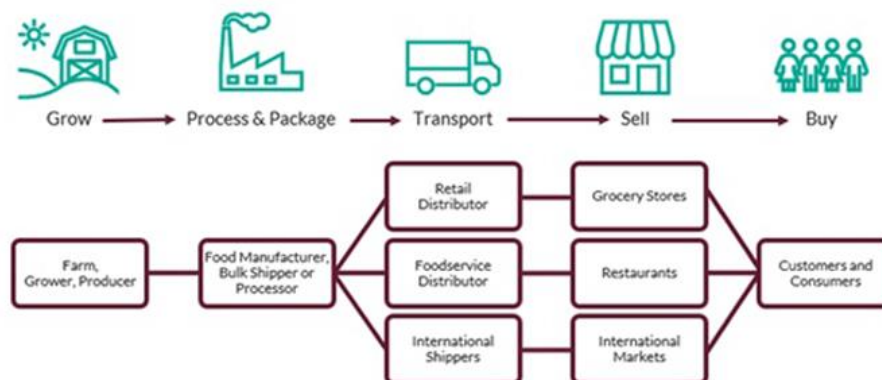 Grow
Process & Package
Transport
Sell
Buy
Farm,
Grower, Producer
Food Manufacturer,
Bulk Shipper or
Processor
Retail
Distributor
Grocery Stores
Foodservice
Distributor
Restaurants
International
Shippers
International
Markets
Customers and
Consumers